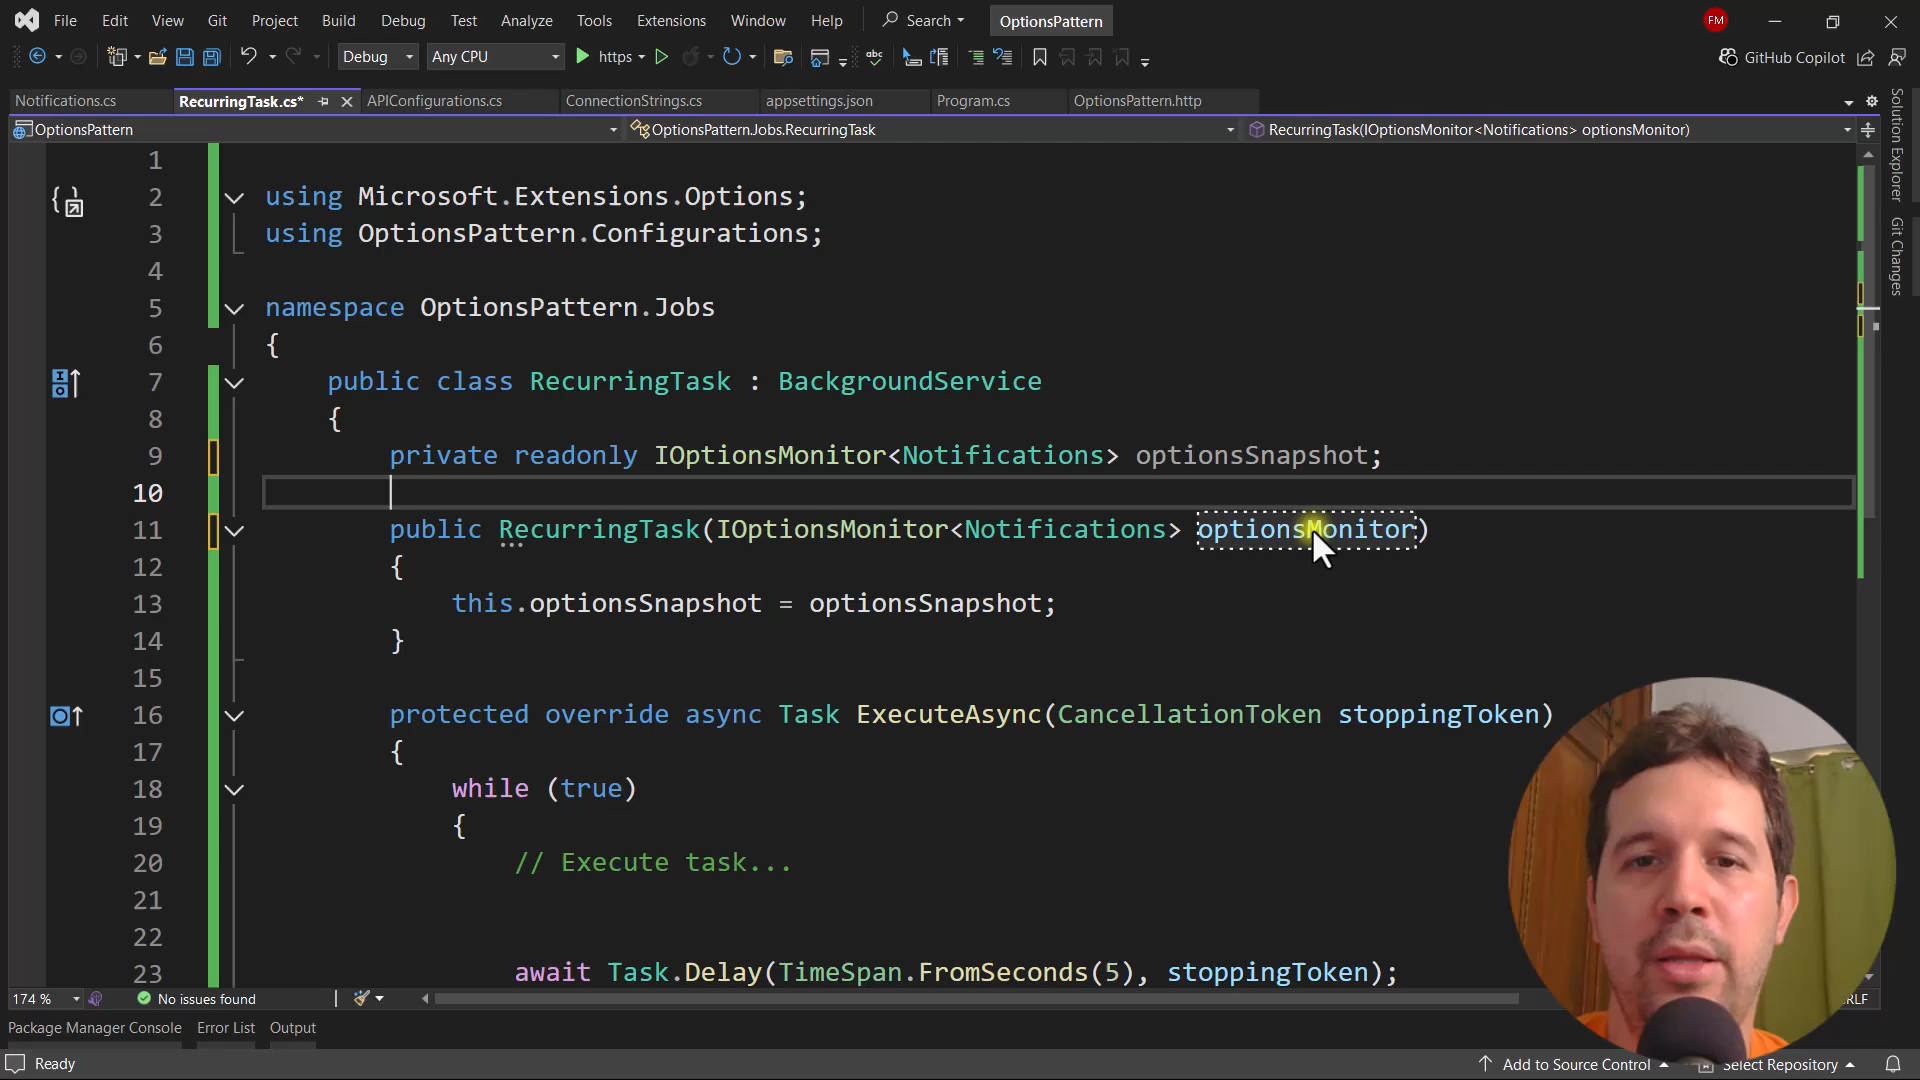 File Edit View Git Project Build Debug Test Analyze Tools Extensions Window Help Search OptionsPattern FM
Debug Any CPU https abc GitHub Copilot
Notifications.cs RecurringTask.cs* APIConfigurations.cs ConnectionStrings.cs appsettings.json Program.cs OptionsPattern.http
OptionsPattern OptionsPattern.Jobs.RecurringTask RecurringTask(IOptionsMonitor<Notifications> optionsMonitor)
1
2 using Microsoft.Extensions.Options;
3 using OptionsPattern.Configurations;
4
5 namespace OptionsPattern.Jobs
6 {
7 public class RecurringTask : BackgroundService
8 {
9 private readonly IOptionsMonitor<Notifications> optionsSnapshot;
10
11 public RecurringTask(IOptionsMonitor<Notifications> optionsMonitor)
12 {
13 this.optionsSnapshot = optionsSnapshot;
14 }
15
16 protected override async Task ExecuteAsync(CancellationToken stoppingToken)
17 {
18 while (true)
19 {
20 // Execute task...
21
22
23 await Task.Delay(TimeSpan.FromSeconds(5), stoppingToken);
174 % No issues found RLF
Package Manager Console Error List Output
Ready Add to Source Control Select Repository
Solution Explorer
Git Changes